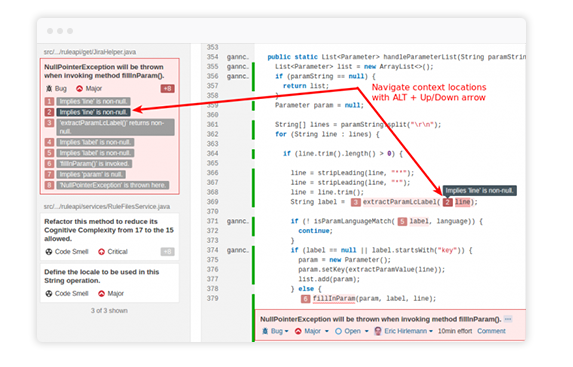 src/.../ruleapi/get/JiraHelper.java
NullPointerException will be thrown
when invoking method fillInParam().
Bug Major +8
1 Implies 'line' is non-null.
2 Implies 'line' is non-null.
3 'extractParamLcLabel()' returns non-
null.
4 Implies 'label' is non-null.
5 Implies 'label' is non-null.
6 'fillInParam()' is invoked.
7 Implies 'param' is null.
8 'NullPointerException' is thrown here.
src/.../ruleapi/services/RuleFilesService.java
Refactor this method to reduce its
Cognitive Complexity from 17 to the 15
allowed.
Code Smell Critical +8
Define the locale to be used in this
String operation.
Code Smell Major
3 of 3 shown
353
354 gannc.. public static List<Parameter> handleParameterList(String paramString
355 gannc.. List<Parameter> list = new ArrayList<>();
356 gannc.. if (paramString == null) {
357 return list;
358 }
359 Parameter param = null;
360
361 String[] lines = paramString.split("\r\n");
362 for (String line : lines) {
363
364 if (line.trim().length() > 0) {
365
366 line = stripLeading(line, "**");
367 line = stripLeading(line, "*");
368 line = line.trim();
369 String label = 3 extractParamLcLabel( 2 line);
370
371 gannc.. if (! isParamLanguageMatch( 5 label, language)) {
372 continue;
373 }
374 gannc.. if (label == null || label.startsWith("key")) {
375 param = new Parameter();
376 param.setKey(extractParamValue(line));
377 list.add(param);
378 } else {
379 6 fillInParam(param, label, line);
Navigate context locations
with ALT + Up/Down arrow
Implies 'line' is non-null.
NullPointerException will be thrown when invoking method fillInParam(). ...
Bug Major Open Eric Hirlemann 10min effort Comment